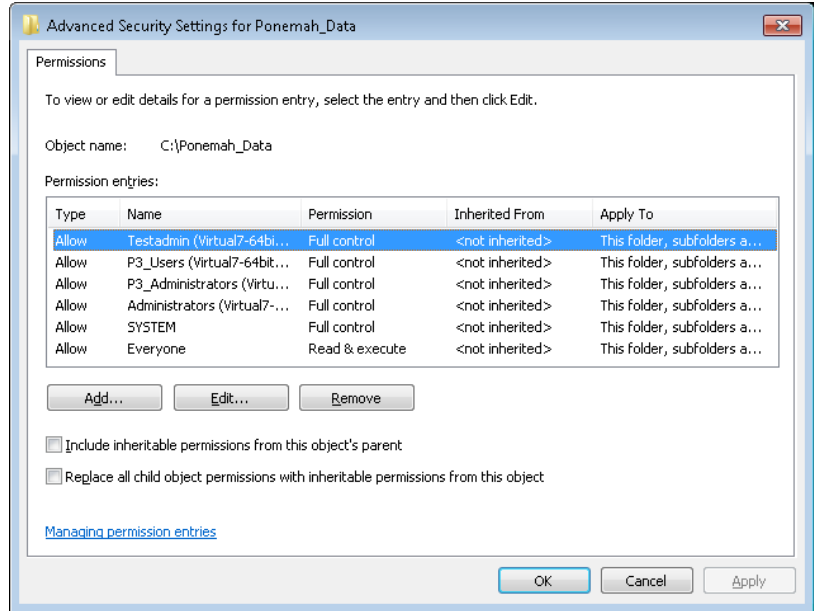 Advanced Security Settings for Ponemah_Data
Permissions
To view or edit details for a permission entry, select the entry and then click Edit.
Object name: C:\Ponemah_Data
Permission entries:
Type Name Permission Inherited From Apply To
Allow Testadmin (Virtual7-64bi... Full control <not inherited> This folder, subfolders a...
Allow P3_Users (Virtual7-64bit... Full control <not inherited> This folder, subfolders a...
Allow P3_Administrators (Virtu... Full control <not inherited> This folder, subfolders a...
Allow Administrators (Virtual7-... Full control <not inherited> This folder, subfolders a...
Allow SYSTEM Full control <not inherited> This folder, subfolders a...
Allow Everyone Read & execute <not inherited> This folder, subfolders a...
Add... Edit... Remove
Include inheritable permissions from this object's parent
Replace all child object permissions with inheritable permissions from this object
Managing permission entries
OK Cancel Apply